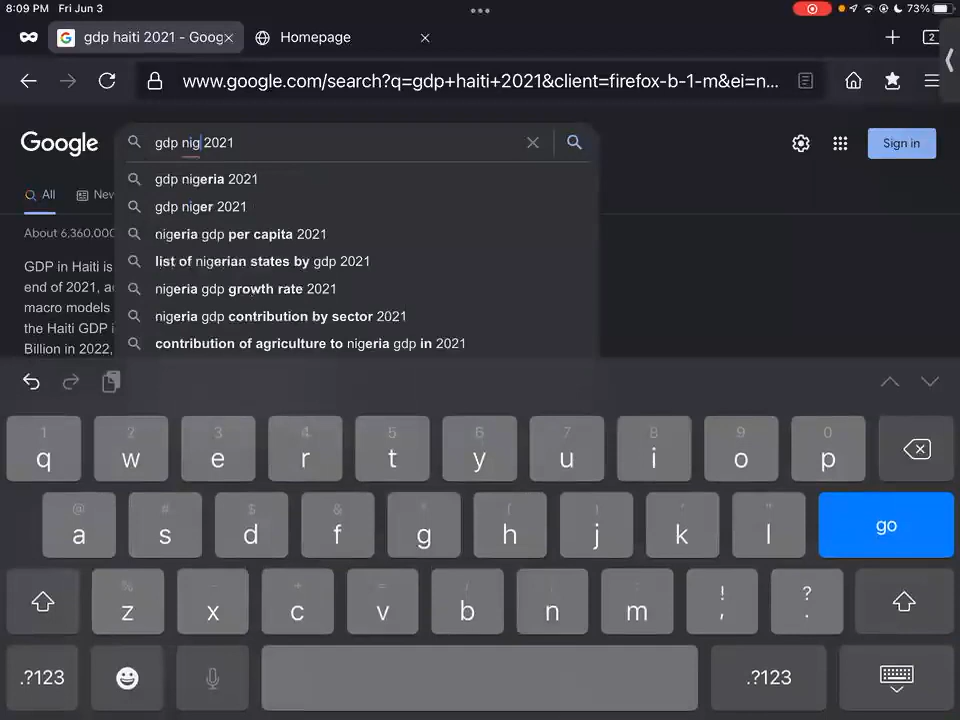 8:09 PM Fri Jun 3
73%
gdp haiti 2021 - Goog
Homepage
2
www.google.com/search?q=gdp+haiti+2021&client=firefox-b-1-m&ei=n...
Google
gdp nig 2021
Sign in
All
New
gdp nigeria 2021
gdp niger 2021
nigeria gdp per capita 2021
list of nigerian states by gdp 2021
nigeria gdp growth rate 2021
nigeria gdp contribution by sector 2021
contribution of agriculture to nigeria gdp in 2021
About 6,360,000
GDP in Haiti is
end of 2021, a
macro models
the Haiti GDP i
Billion in 2022,
1 2 3 4 5 6 7 8 9 0
q w e r t y u i o p
a s d f g h j k l go
z x c v b n m ! , ? .
.?123 .?123